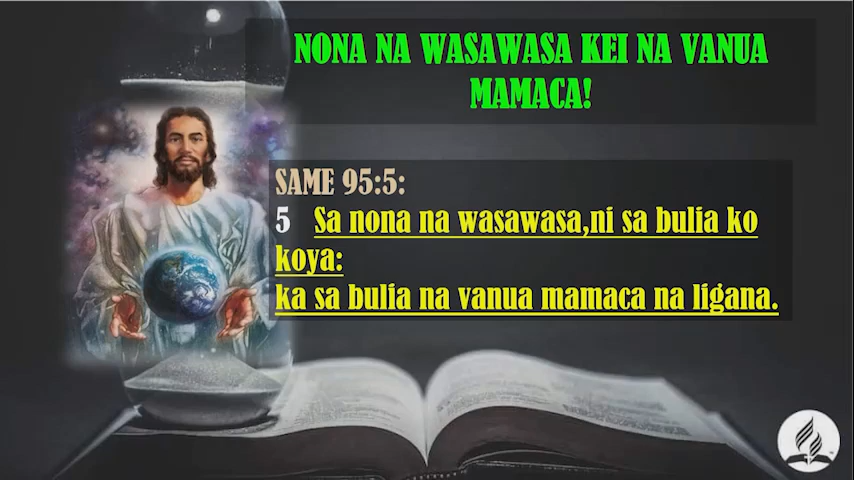 NONA NA WASAWASA KEI NA VANUA
MAMACA!
SAME 95:5:
5 Sa nona na wasawasa,ni sa bulia ko
koya:
ka sa bulia na vanua mamaca na ligana.